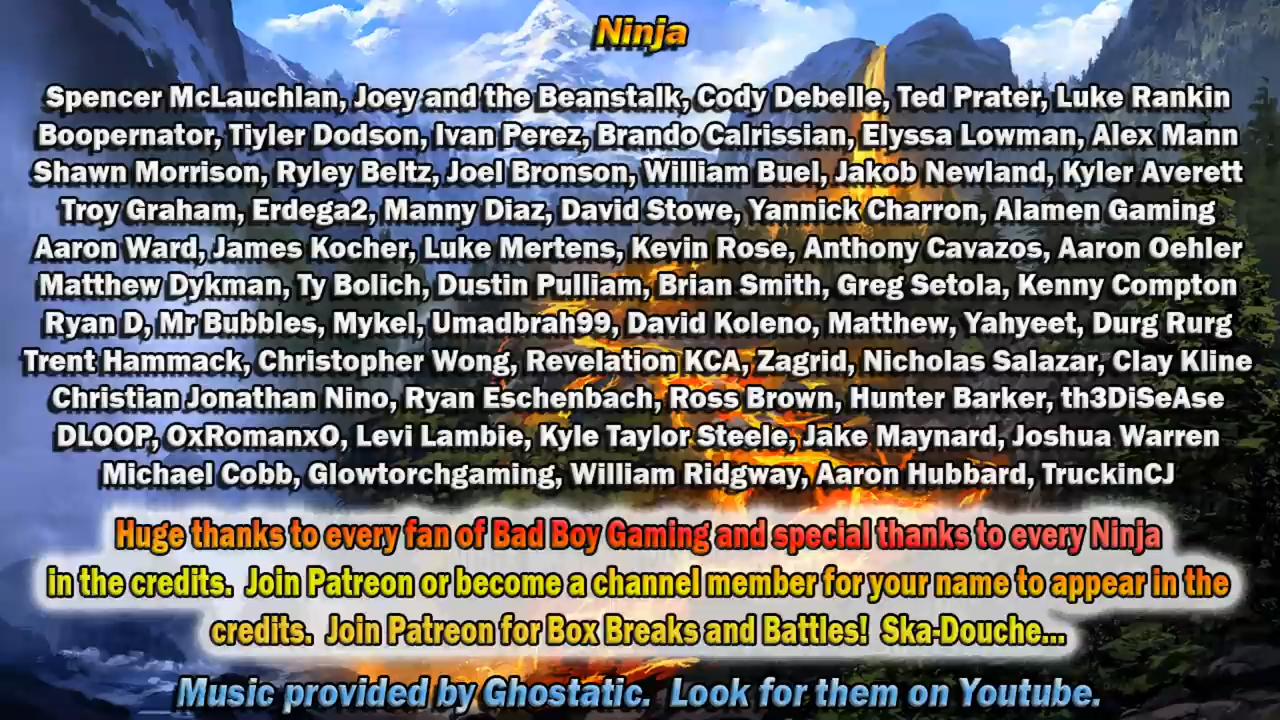 Ninja
Spencer McLauchlan, Joey and the Beanstalk, Cody Debelle, Ted Prater, Luke Rankin
Boopernator, Tiyler Dodson, Ivan Perez, Brando Calrissian, Elyssa Lowman, Alex Mann
Shawn Morrison, Ryley Beltz, Joel Bronson, William Buel, Jakob Newland, Kyler Averett
Troy Graham, Erdega2, Manny Diaz, David Stowe, Yannick Charron, Alamen Gaming
Aaron Ward, James Kocher, Luke Mertens, Kevin Rose, Anthony Cavazos, Aaron Oehler
Matthew Dykman, Ty Bolich, Dustin Pulliam, Brian Smith, Greg Setola, Kenny Compton
Ryan D, Mr Bubbles, Mykel, Umadbrah99, David Koleno, Matthew, Yahyeet, Durg Rurg
Trent Hammack, Christopher Wong, Revelation KCA, Zagrid, Nicholas Salazar, Clay Kline
Christian Jonathan Nino, Ryan Eschenbach, Ross Brown, Hunter Barker, th3DiSeAse
DLOOP, OxRomanxO, Levi Lambie, Kyle Taylor Steele, Jake Maynard, Joshua Warren
Michael Cobb, Glowtorchgaming, William Ridgway, Aaron Hubbard, TruckinCJ
Huge thanks to every fan of Bad Boy Gaming and special thanks to every Ninja
in the credits.  Join Patreon or become a channel member for your name to appear in the
credits.  Join Patreon for Box Breaks and Battles!  Ska-Douche...
Music provided by Ghostatic.  Look for them on Youtube.